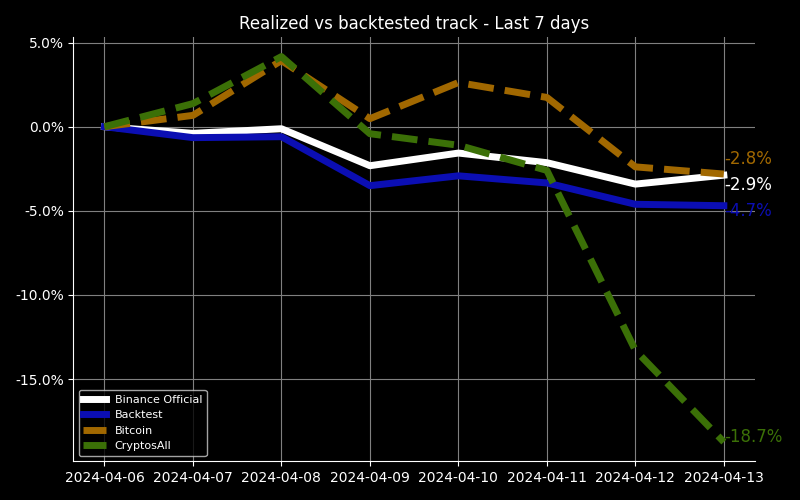 Realized vs backtested track - Last 7 days
5.0%
0.0%
-5.0%
-10.0%
-15.0%
-2.8%
-2.9%
-4.7%
-18.7%
Binance Official
Backtest
Bitcoin
CryptosAll
2024-04-06 2024-04-07 2024-04-08 2024-04-09 2024-04-10 2024-04-11 2024-04-12 2024-04-13